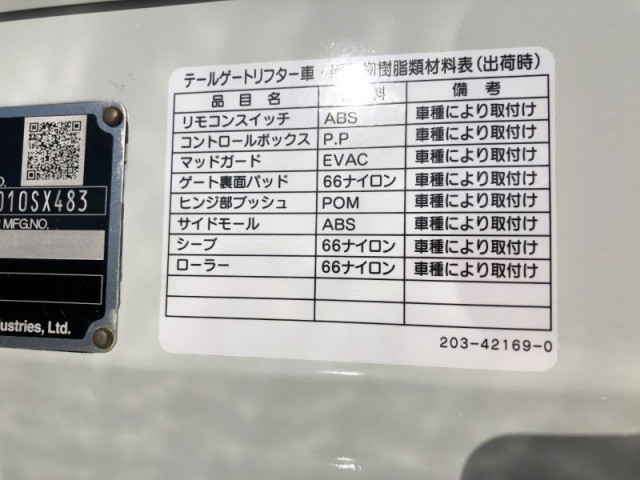 テールゲートリフター車・物樹脂類材料表(出荷時)
品目名 料 備考
リモコンスイッチ ABS 車種により取付け
コントロールボックス P.P 車種により取付け
マッドガード EVAC 車種により取付け
ゲート裏面パッド 66ナイロン 車種により取付け
ヒンジ部ブッシュ POM 車種により取付け
サイドモール ABS 車種により取付け
シーブ 66ナイロン 車種により取付け
ローラー 66ナイロン 車種により取付け
203-42169-0
O.
010SX483
MFG.NO.
dustries, Ltd.